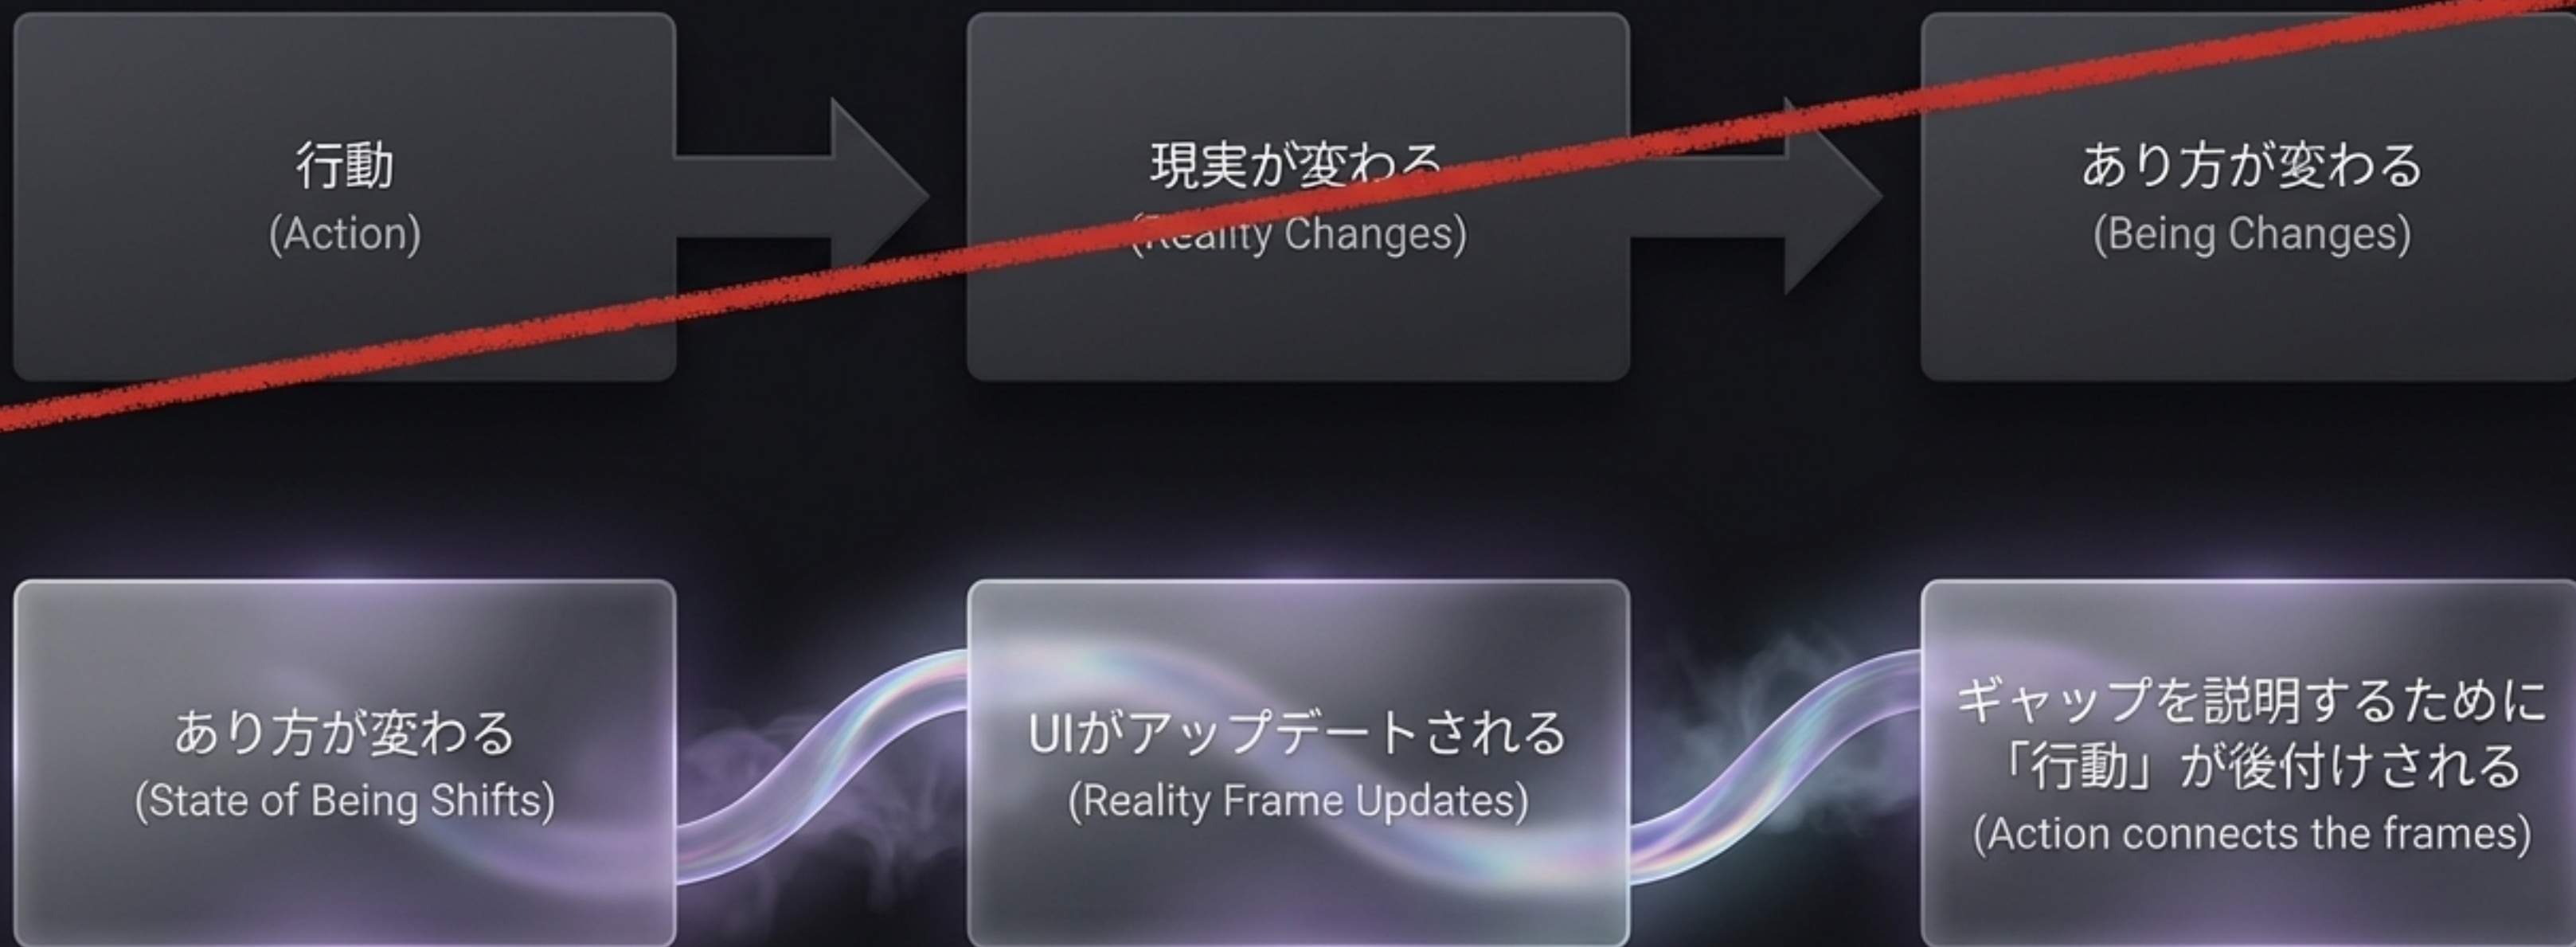 行動
(Action)
現実が変わる
(Reality Changes)
あり方が変わる
(Being Changes)
あり方が変わる
(State of Being Shifts)
UIがアップデートされる
(Reality Frame Updates)
ギャップを説明するために
「行動」が後付けされる
(Action connects the frames)